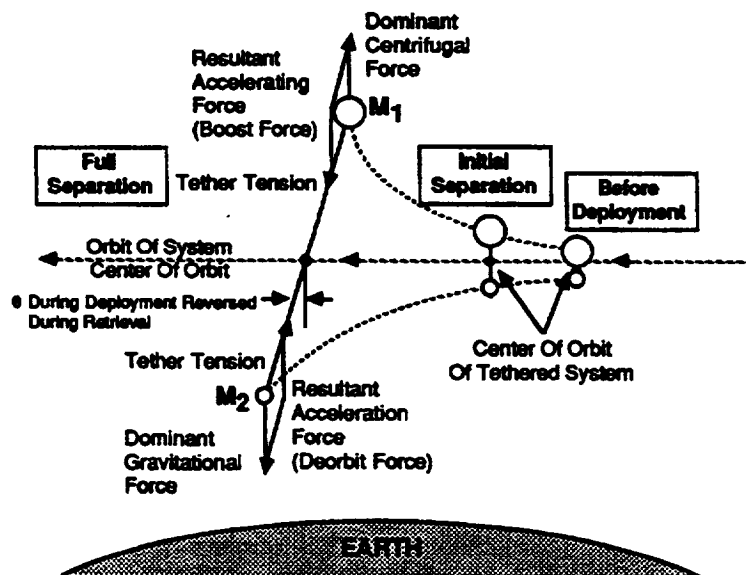 Dominant
Centrifugal
Force
Resultant
Accelerating
Force
(Boost Force)
M1
Full
Separation
Tether Tension
Initial
Separation
Before
Deployment
Orbit Of System
Center Of Orbit
θ During Deployment Reversed
During Retrieval
Tether Tension
Center Of Orbit
Of Tethered System
M2
Resultant
Acceleration
Force
(Deorbit Force)
Dominant
Gravitational
Force
EARTH